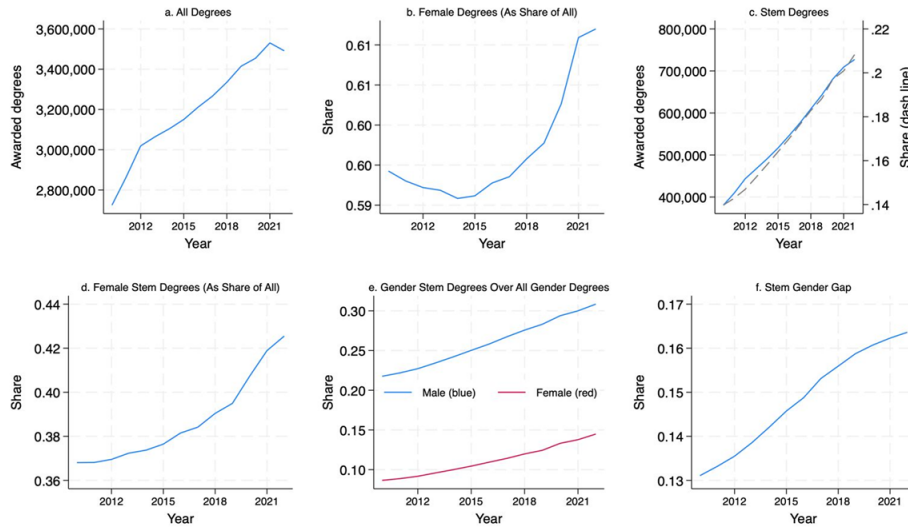 a. All Degrees
3,600,000
3,400,000
3,200,000
3,000,000
2,800,000
Awarded degrees
2012 2015 2018 2021
Year
b. Female Degrees (As Share of All)
0.61
0.61
0.60
0.60
0.59
Share
2012 2015 2018 2021
Year
c. Stem Degrees
800,000
700,000
600,000
500,000
400,000
Awarded degrees
.22
.2
.18
.16
.14
Share (dash line)
2012 2015 2018 2021
Year
d. Female Stem Degrees (As Share of All)
0.44
0.42
0.40
0.38
0.36
Share
2012 2015 2018 2021
Year
e. Gender Stem Degrees Over All Gender Degrees
0.30
0.25
0.20
0.15
0.10
Share
Male (blue) Female (red)
2012 2015 2018 2021
Year
f. Stem Gender Gap
0.17
0.16
0.15
0.14
0.13
Share
2012 2015 2018 2021
Year